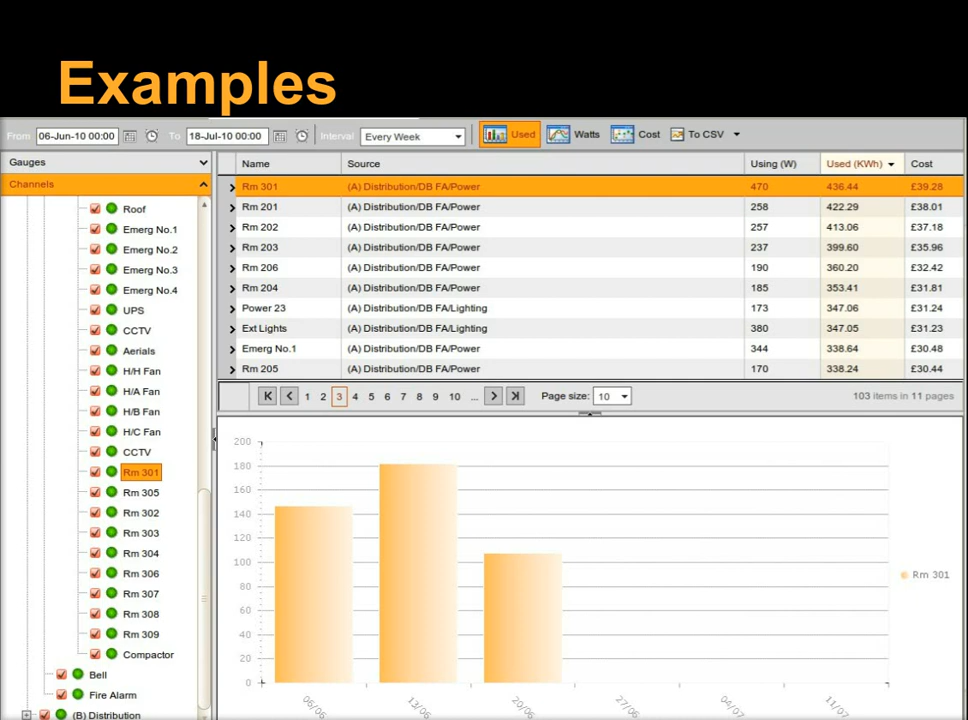 Examples
From 06-Jun-10 00:00 To 18-Jul-10 00:00 Interval Every Week Used Watts Cost To CSV
Gauges
Channels
Roof
Emerg No.1
Emerg No.2
Emerg No.3
Emerg No.4
UPS
CCTV
Aerials
H/H Fan
H/A Fan
H/B Fan
H/C Fan
CCTV
Rm 301
Rm 305
Rm 302
Rm 303
Rm 304
Rm 306
Rm 307
Rm 308
Rm 309
Compactor
Bell
Fire Alarm
(B) Distribution
Name Source Using (W) Used (KWh) Cost
Rm 301 (A) Distribution/DB FA/Power 470 436.44 £39.28
Rm 201 (A) Distribution/DB FA/Power 258 422.29 £38.01
Rm 202 (A) Distribution/DB FA/Power 257 413.06 £37.18
Rm 203 (A) Distribution/DB FA/Power 237 399.60 £35.96
Rm 206 (A) Distribution/DB FA/Power 190 360.20 £32.42
Rm 204 (A) Distribution/DB FA/Power 185 353.41 £31.81
Power 23 (A) Distribution/DB FA/Lighting 173 347.06 £31.24
Ext Lights (A) Distribution/DB FA/Lighting 380 347.05 £31.23
Emerg No.1 (A) Distribution/DB FA/Power 344 338.64 £30.48
Rm 205 (A) Distribution/DB FA/Power 170 338.24 £30.44
1 2 3 4 5 6 7 8 9 10 ... Page size: 10 103 items in 11 pages
200
180
160
140
120
100
80
60
40
20
0
06/06 13/06 20/06 27/06 04/07 11/07
Rm 301